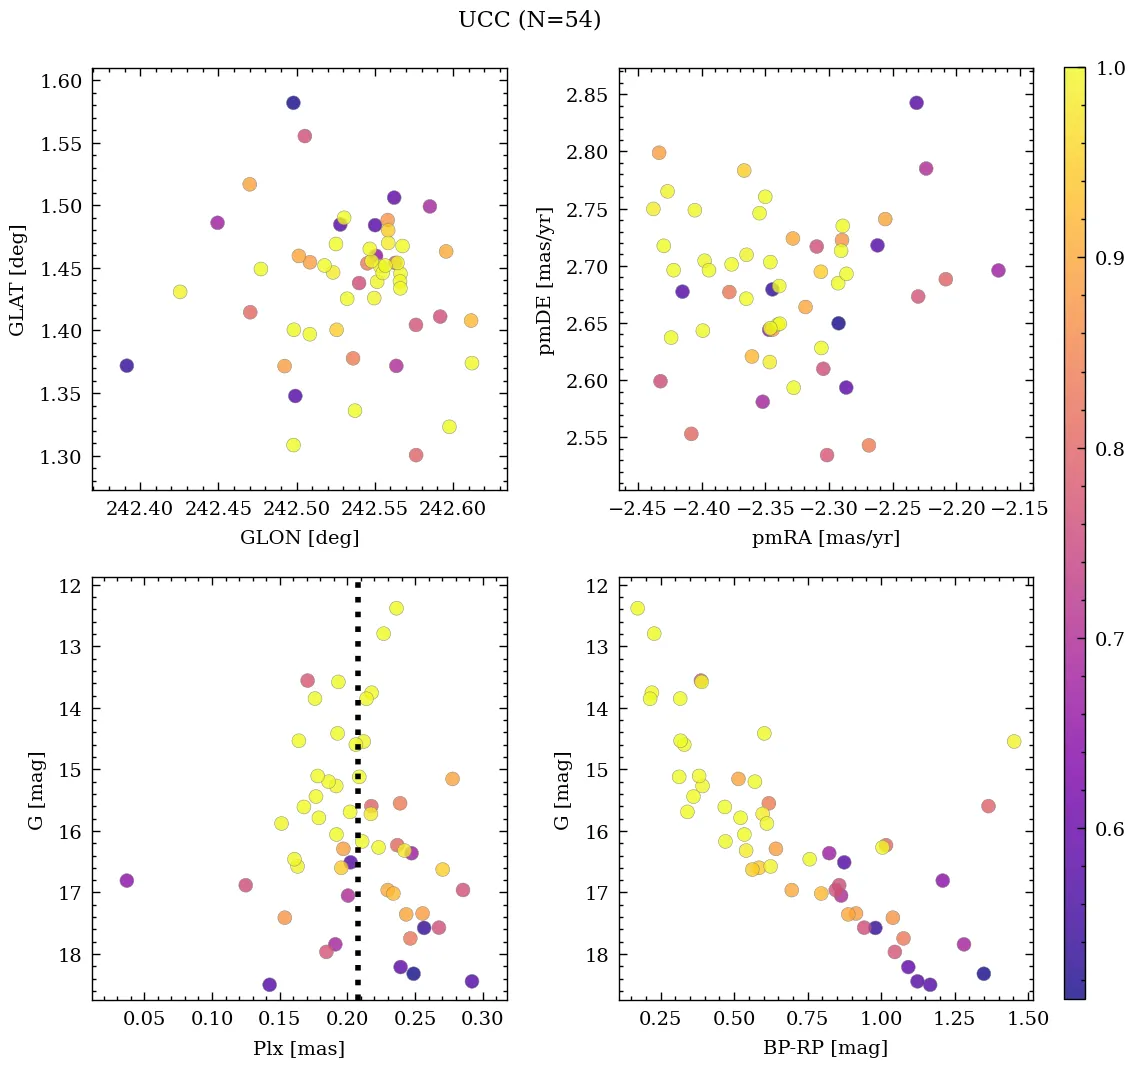 UCC (N=54)
1.60
1.55
1.50
1.45
1.40
1.35
1.30
GLAT [deg]
242.40 242.45 242.50 242.55 242.60
GLON [deg]
2.85
2.80
2.75
2.70
2.65
2.60
2.55
pmDE [mas/yr]
−2.45 −2.40 −2.35 −2.30 −2.25 −2.20 −2.15
pmRA [mas/yr]
1.0
0.9
0.8
0.7
0.6
12
13
14
15
16
17
18
G [mag]
0.05 0.10 0.15 0.20 0.25 0.30
Plx [mas]
12
13
14
15
16
17
18
G [mag]
0.25 0.50 0.75 1.00 1.25 1.50
BP-RP [mag]